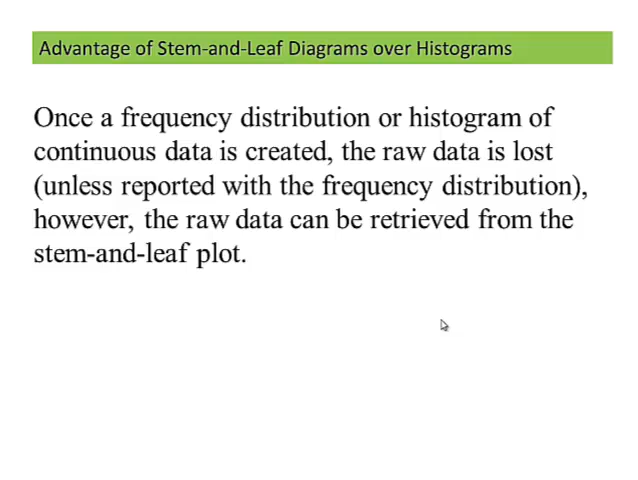 Advantage of Stem-and-Leaf Diagrams over Histograms
Once a frequency distribution or histogram of
continuous data is created, the raw data is lost
(unless reported with the frequency distribution),
however, the raw data can be retrieved from the
stem-and-leaf plot.